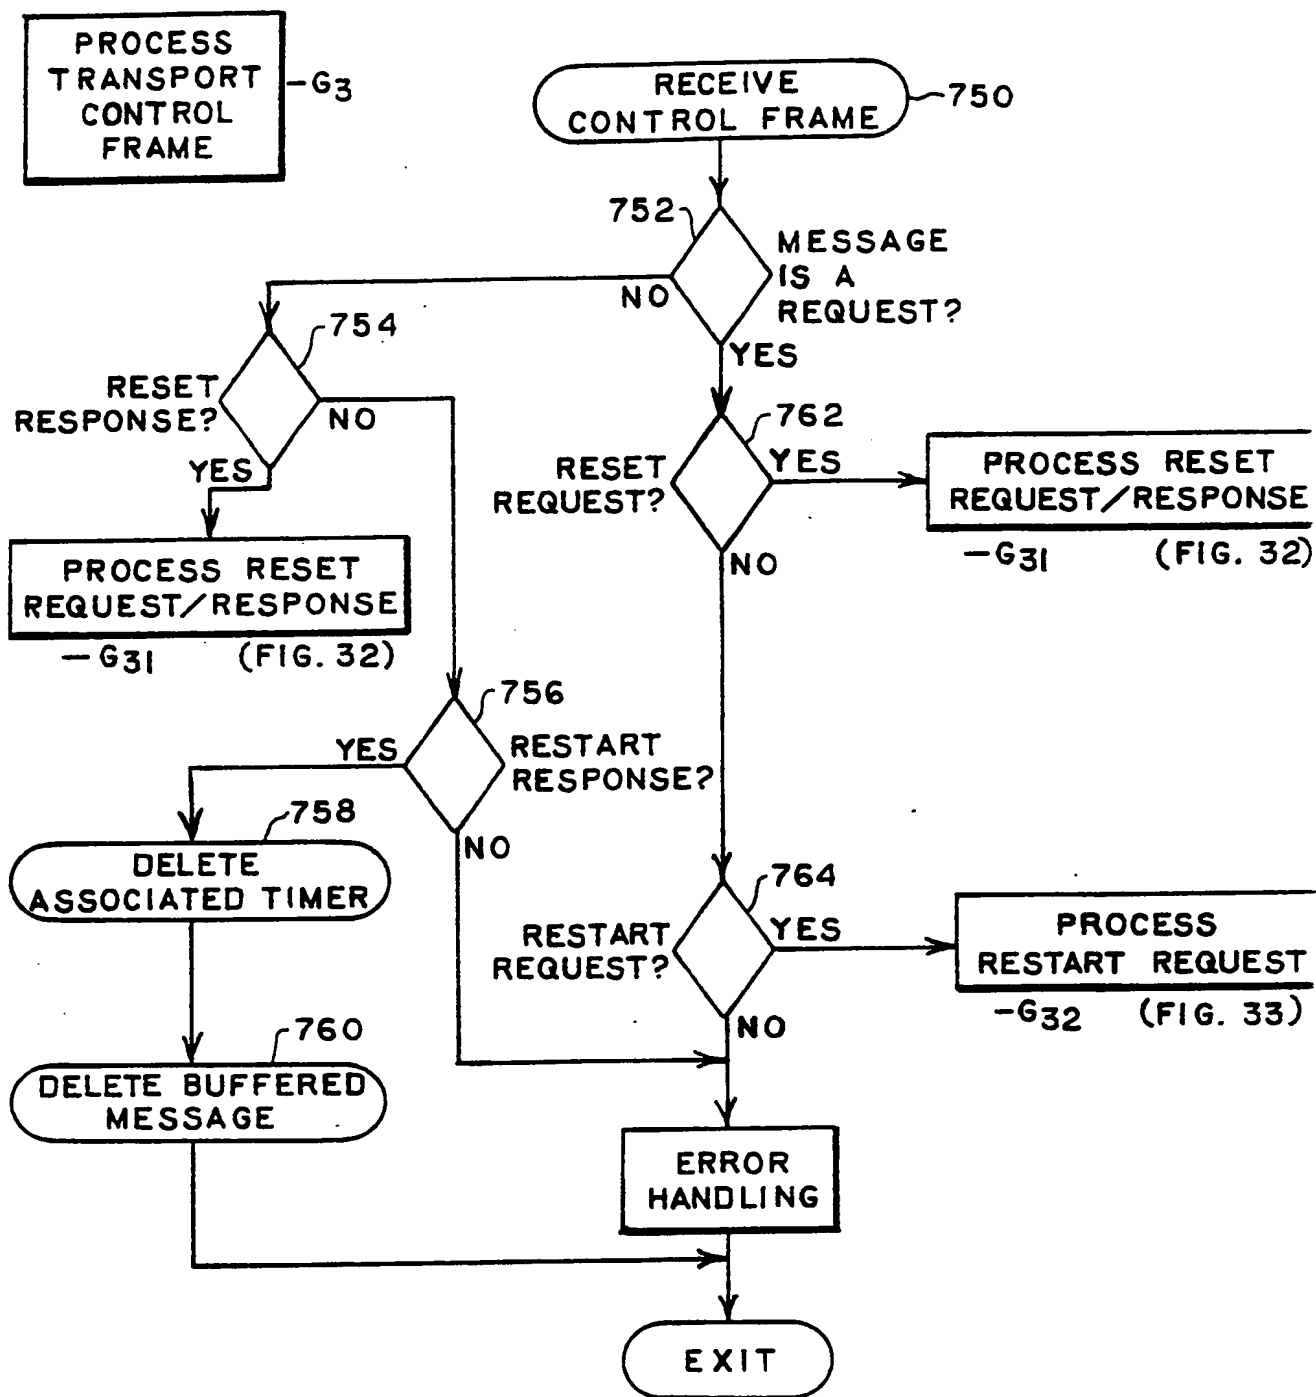 PROCESS
TRANSPORT
CONTROL
FRAME
-G3
RECEIVE
CONTROL FRAME
750
752
MESSAGE
IS A
REQUEST?
NO
YES
754
RESET
RESPONSE?
NO
YES
762
RESET
REQUEST?
YES
NO
PROCESS RESET
REQUEST/RESPONSE
-G31 (FIG. 32)
PROCESS RESET
REQUEST/RESPONSE
-G31 (FIG. 32)
756
YES
RESTART
RESPONSE?
NO
758
DELETE
ASSOCIATED TIMER
764
RESTART
REQUEST?
YES
NO
PROCESS
RESTART REQUEST
-G32 (FIG. 33)
760
DELETE BUFFERED
MESSAGE
ERROR
HANDLING
EXIT